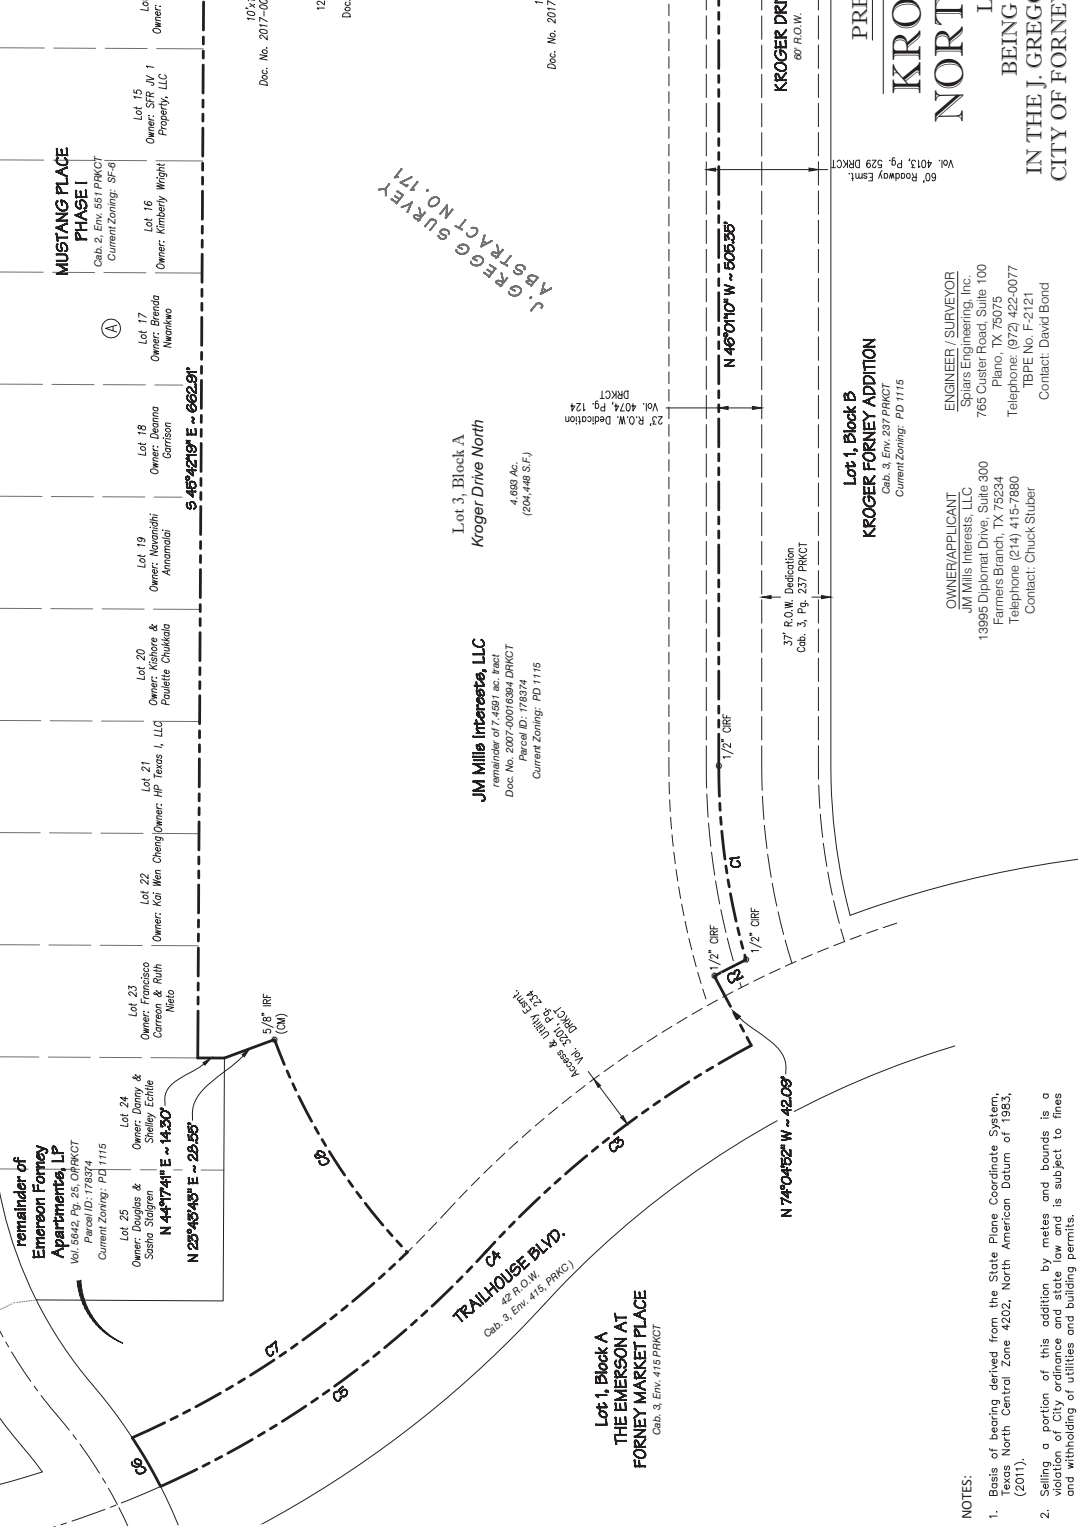 MUSTANG PLACE
PHASE I
Cab. 2, Env. 551 PRKCT
Current Zoning: SF-6
A
Lot 15
Owner: SFR JV 1
Property, LLC
Lot 16
Owner: Kimberly Wright
Lot 17
Owner: Brenda
Nwankwo
Lot 18
Owner: Deanna
Garrison
Lot 19
Owner: Navanidhi
Annamalai
Lot 20
Owner: Kishore &
Paulette Chukkala
Lot 21
Owner: HP Texas I, LLC
Lot 22
Owner: Kai Wen Cheng
Lot 23
Owner: Francisco
Carreon & Ruth
Nieto
Lot 24
Owner: Danny &
Shelley Echtle
Lot 25
Owner: Douglas &
Sasha Stalgren
Owner:
S 45°42'19" E ~ 662.91'
N 44°17'41" E ~ 14.30'
N 23°43'43" E ~ 28.55'
5/8" IRF
(CM)
remainder of
Emerson Forney
Apartments, LP
Vol. 5642, Pg. 25, OPRKCT
Parcel ID: 178374
Current Zoning: PD 1115
Doc. No. 2017-00
Doc.
Doc. No. 2017
J. GREGG SURVEY
ABSTRACT NO. 171
Lot 3, Block A
Kroger Drive North
4.693 Ac.
(204,448 S.F.)
JM Mills Interests, LLC
remainder of 7.4591 ac. tract
Doc. No. 2007-00016394 DRKCT
Parcel ID: 178374
Current Zoning: PD 1115
23' R.O.W. Dedication
Vol. 4074, Pg. 124
DRKCT
Access & Utility Esmt.
Vol. 3201, Pg. 234
DRKCT
C8
C7
C6
C5
C4
C3
C2
C1
TRAILHOUSE BLVD.
42' R.O.W.
Cab. 3, Env. 415, PRKCT)
Lot 1, Block A
THE EMERSON AT
FORNEY MARKET PLACE
Cab. 3, Env. 415 PRKCT
1/2" CIRF
1/2" CIRF
1/2" CIRF
N 46°01'10" W ~ 505.35'
N 74°04'52" W ~ 42.09'
KROGER DRI
60' R.O.W.
60' Roadway Esmt.
Vol. 4013, Pg. 529 DRKCT
37' R.O.W. Dedication
Cab. 3, Pg. 237 PRKCT
Lot 1, Block B
KROGER FORNEY ADDITION
Cab. 3, Env. 237 PRKCT
Current Zoning: PD 1115
OWNER/APPLICANT
JM Mills Interests, LLC
13995 Diplomat Drive, Suite 300
Farmers Branch, TX 75234
Telephone (214) 415-7880
Contact: Chuck Stuber
ENGINEER / SURVEYOR
Spiars Engineering, Inc.
765 Custer Road, Suite 100
Plano, TX 75075
Telephone: (972) 422-0077
TBPE No. F-2121
Contact: David Bond
PRE
KRO
NORT
L
BEING
IN THE J. GREGG
CITY OF FORNEY
NOTES:
1. Basis of bearing derived from the State Plane Coordinate System,
Texas North Central Zone 4202, North American Datum of 1983,
(2011).
2. Selling a portion of this addition by metes and bounds is a
violation of City ordinance and state law and is subject to fines
and withholding of utilities and building permits.